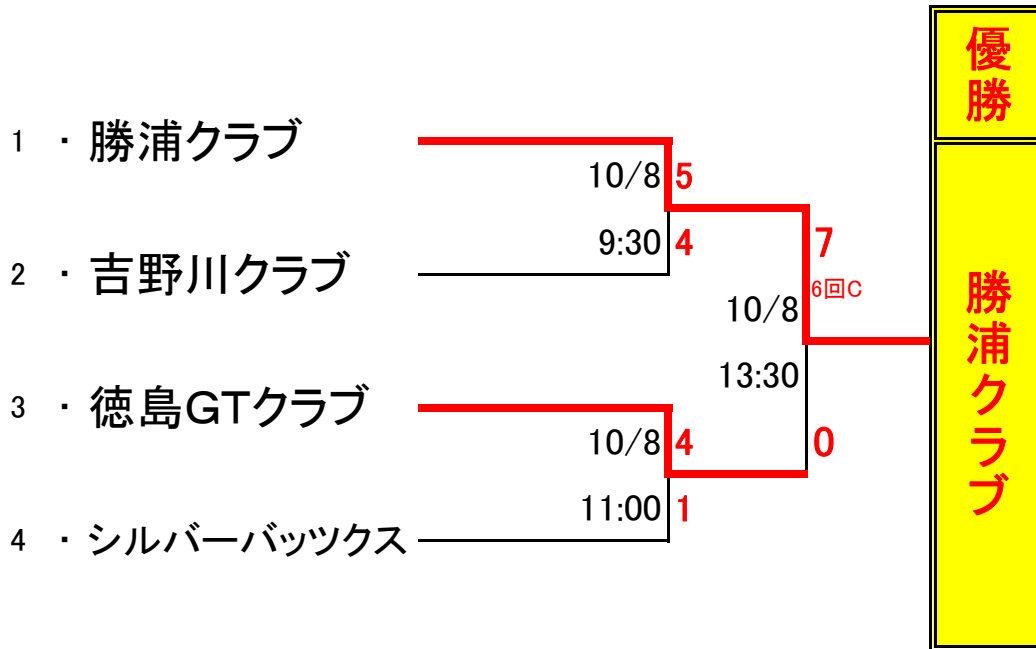 優勝
1 ・ 勝浦クラブ
10/8 5
9:30 4
2 ・ 吉野川クラブ
7
6回C
10/8
13:30
0
3 ・ 徳島GTクラブ
10/8 4
11:00 1
4 ・ シルバーバッツクス
勝浦クラブ